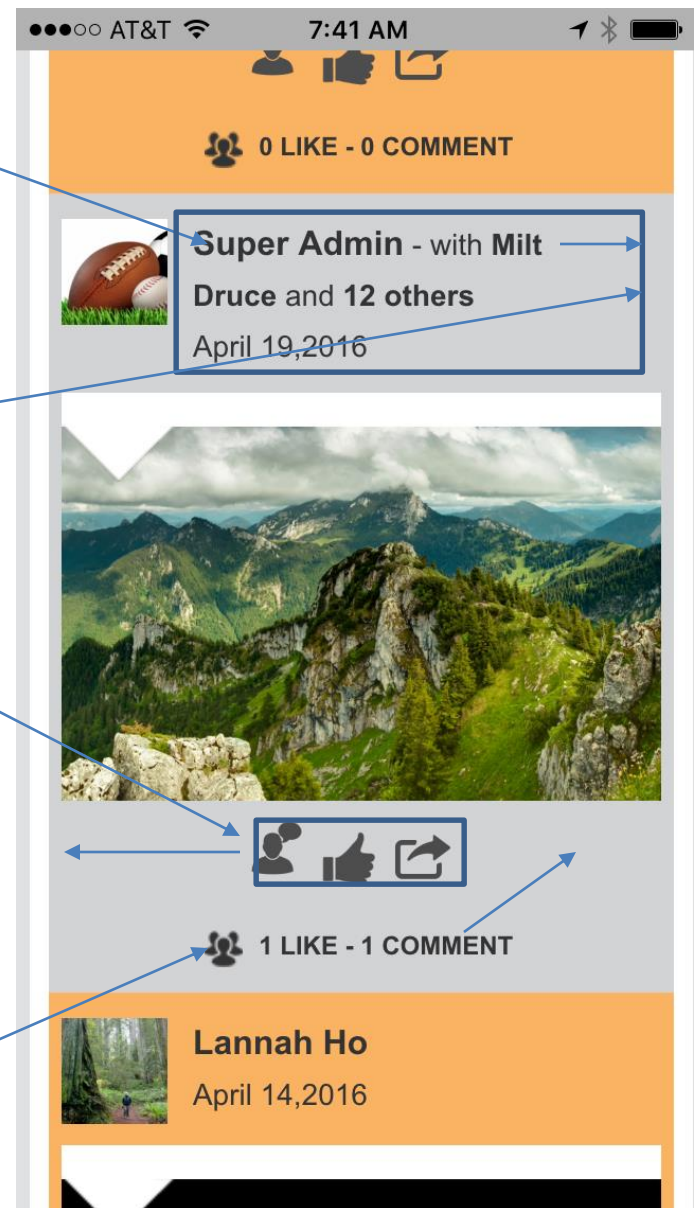 AT&T 7:41 AM
0 LIKE - 0 COMMENT
Super Admin - with Milt
Druce and 12 others
April 19,2016
1 LIKE - 1 COMMENT
Lannah Ho
April 14,2016